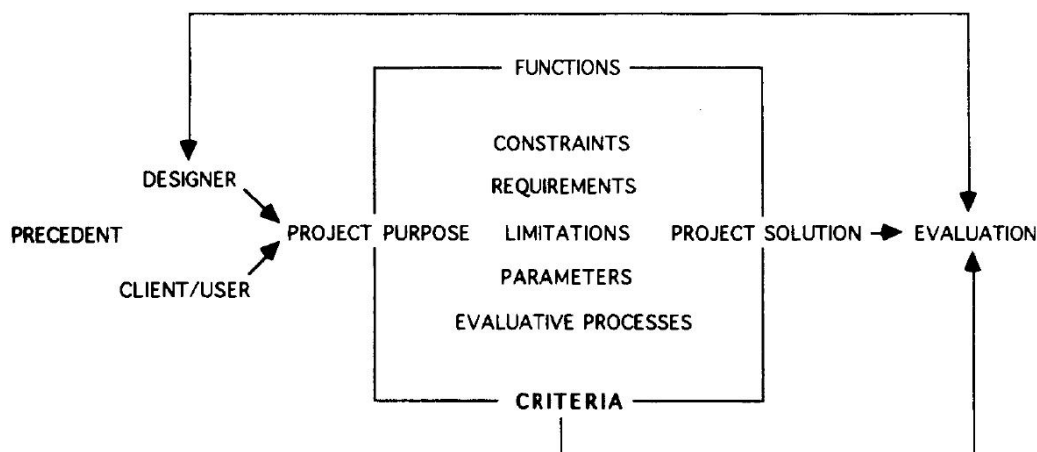 FUNCTIONS
CONSTRAINTS
DESIGNER
REQUIREMENTS
PRECEDENT
PROJECT PURPOSE
LIMITATIONS
PROJECT SOLUTION
EVALUATION
CLIENT/USER
PARAMETERS
EVALUATIVE PROCESSES
CRITERIA